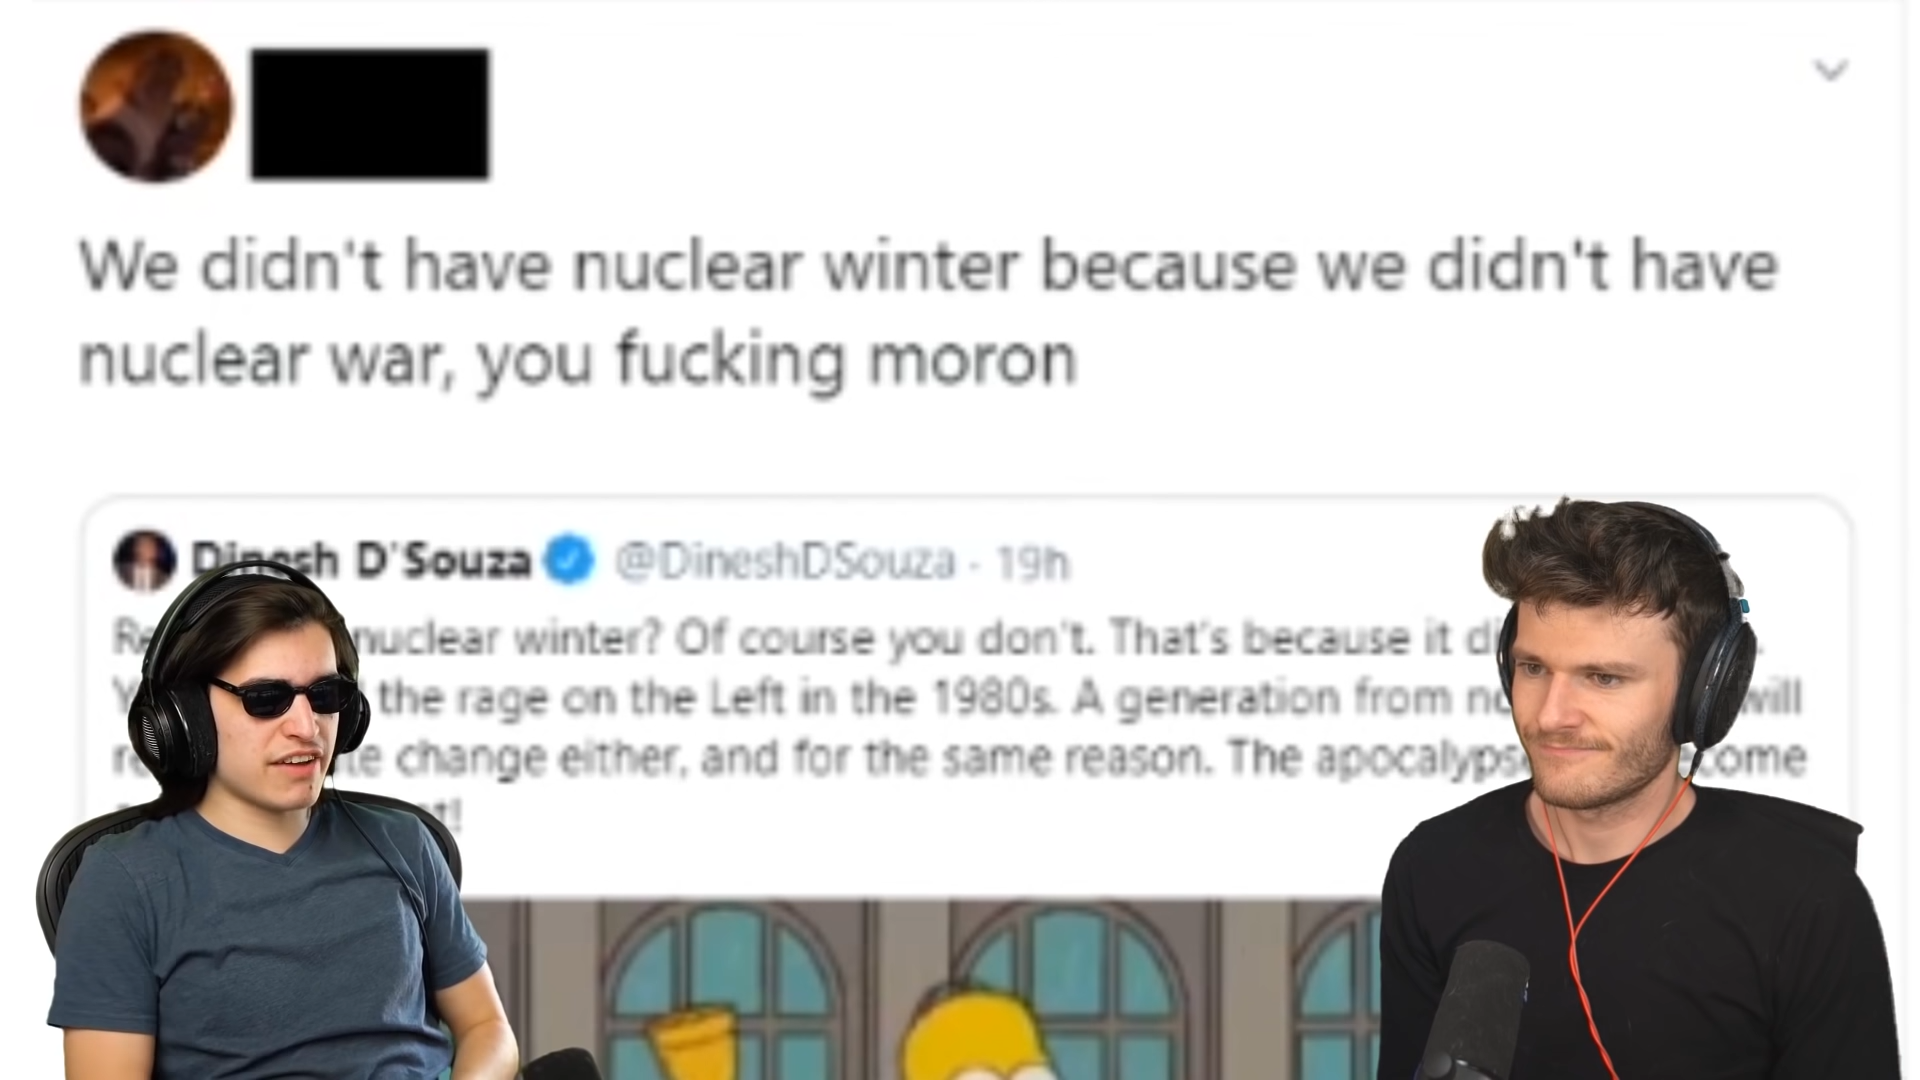 We didn't have nuclear winter because we didn't have
nuclear war, you fucking moron
Dinesh D'Souza @DineshDSouza · 19h
nuclear winter? Of course you don't. That's because it
the rage on the Left in the 1980s. A generation from will
change either, and for the same reason. The come